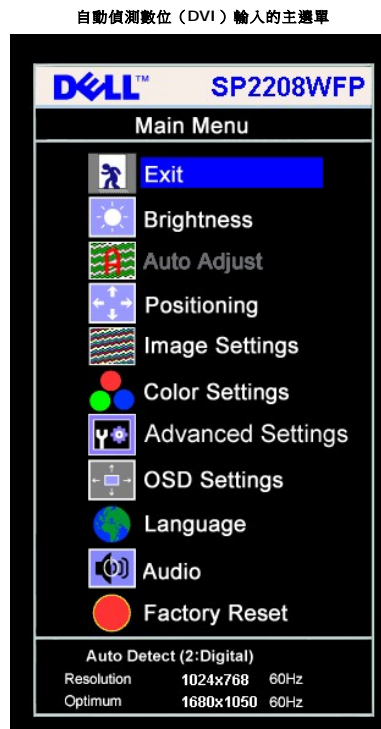 自動偵測數位（DVI）輸入的主選單
DELL™ SP2208WFP
Main Menu
Exit
Brightness
Auto Adjust
Positioning
Image Settings
Color Settings
Advanced Settings
OSD Settings
Language
Audio
Factory Reset
Auto Detect (2:Digital)
Resolution 1024x768 60Hz
Optimum 1680x1050 60Hz